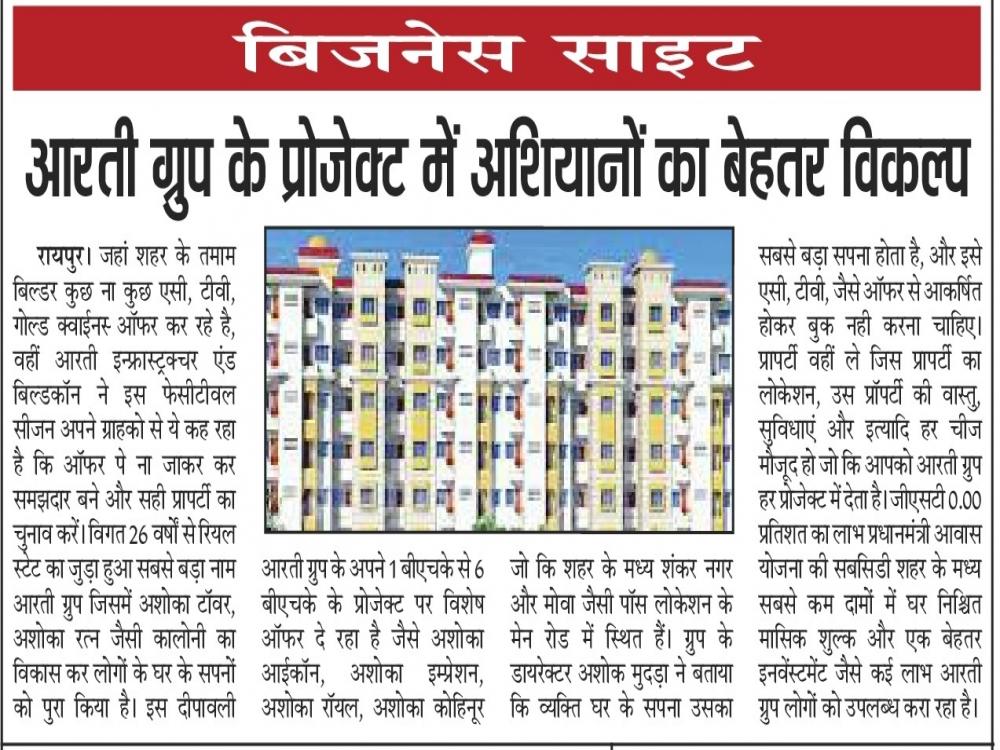 बिजनेस साइट
आरती ग्रुप के प्रोजेक्ट में अशियानों का बेहतर विकल्प
रायपुर। जहां शहर के तमाम
बिल्डर कुछ ना कुछ एसी, टीवी,
गोल्ड क्वाईनस् ऑफर कर रहे है,
वहीं आरती इन्फ्रास्ट्रक्चर एंड
बिल्डकॉन ने इस फेसीटीवल
सीजन अपने ग्राहको से ये कह रहा
है कि ऑफर पे ना जाकर कर
समझदार बने और सही प्रापर्टी का
चुनाव करें। विगत 26 वर्षों से रियल
स्टेट का जुड़ा हुआ सबसे बड़ा नाम
आरती ग्रुप जिसमें अशोका टॉवर,
अशोका रत्न जैसी कालोनी का
विकास कर लोगों के घर के सपनों
को पुरा किया है। इस दीपावली
आरती ग्रुप के अपने 1 बीएचके से 6
बीएचके के प्रोजेक्ट पर विशेष
ऑफर दे रहा है जैसे अशोका
आईकॉन, अशोका इम्प्रेशन,
अशोका रॉयल, अशोका कोहिनूर
जो कि शहर के मध्य शंकर नगर
और मोवा जैसी पॉस लोकेशन के
मेन रोड में स्थित हैं। ग्रुप के
डायरेक्टर अशोक मुदड़ा ने बताया
कि व्यक्ति घर के सपना उसका
सबसे बड़ा सपना होता है, और इसे
एसी, टीवी, जैसे ऑफर से आकर्षित
होकर बुक नही करना चाहिए।
प्रापर्टी वहीं ले जिस प्रापर्टी का
लोकेशन, उस प्रॉपर्टी की वास्तु,
सुविधाएं और इत्यादि हर चीज
मौजूद हो जो कि आपको आरती ग्रुप
हर प्रोजेक्ट में देता है। जीएसटी 0.00
प्रतिशत का लाभ प्रधानमंत्री आवास
योजना की सबसिडी शहर के मध्य
सबसे कम दामों में घर निश्चित
मासिक शुल्क और एक बेहतर
इनवेंस्टमेंट जैसे कई लाभ आरती
ग्रुप लोगों को उपलब्ध करा रहा है।